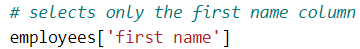 # selects only the first name column
employees['first name']